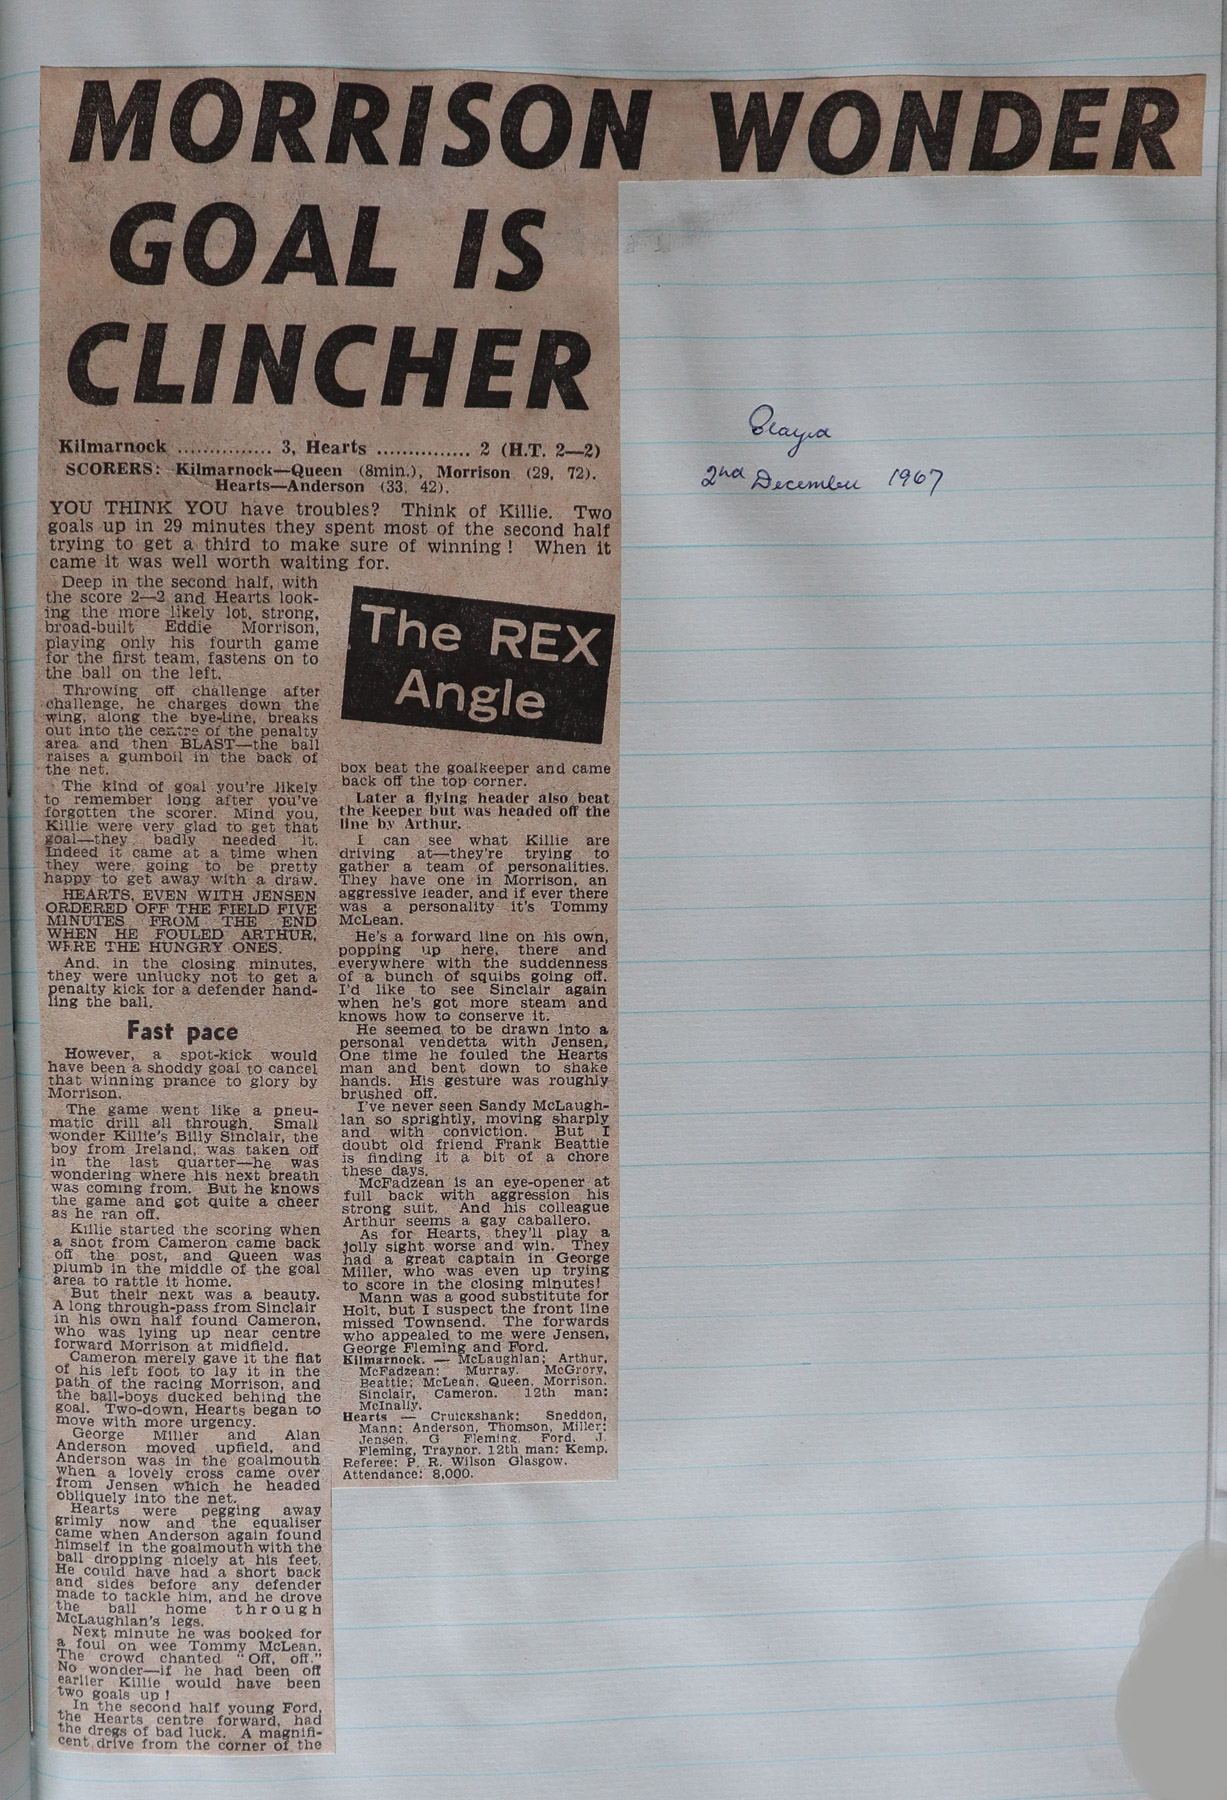 MORRISON WONDER
GOAL IS
CLINCHER
Kilmarnock ............... 3, Hearts ............... 2 (H.T. 2—2)
SCORERS: Kilmarnock—Queen (8min.), Morrison (29, 72).
Hearts—Anderson (33, 42).
YOU THINK YOU have troubles? Think of Killie. Two
goals up in 29 minutes they spent most of the second half
trying to get a third to make sure of winning! When it
came it was well worth waiting for.
Deep in the second half, with
the score 2—2 and Hearts look-
ing the more likely lot, strong,
broad-built Eddie Morrison,
playing only his fourth game
for the first team, fastens on to
the ball on the left.
Throwing off challenge after
challenge, he charges down the
wing, along the bye-line, breaks
out into the centre of the penalty
area and then BLAST—the ball
raises a gumboil in the back of
the net.
The kind of goal you're likely
to remember long after you've
forgotten the scorer. Mind you,
Killie were very glad to get that
goal—they badly needed it.
Indeed it came at a time when
they were going to be pretty
happy to get away with a draw.
HEARTS, EVEN WITH JENSEN
ORDERED OFF THE FIELD FIVE
MINUTES FROM THE END
WHEN HE FOULED ARTHUR,
WERE THE HUNGRY ONES.
And, in the closing minutes,
they were unlucky not to get a
penalty kick for a defender hand-
ling the ball.
Fast pace
However, a spot-kick would
have been a shoddy goal to cancel
that winning prance to glory by
Morrison.
The game went like a pneu-
matic drill all through. Small
wonder Killie's Billy Sinclair, the
boy from Ireland, was taken off
in the last quarter—he was
wondering where his next breath
was coming from. But he knows
the game and got quite a cheer
as he ran off.
Killie started the scoring when
a shot from Cameron came back
off the post, and Queen was
plumb in the middle of the goal
area to rattle it home.
But their next was a beauty.
A long through-pass from Sinclair
in his own half found Cameron,
who was lying up near centre
forward Morrison at midfield.
Cameron merely gave it the flat
of his left foot to lay it in the
path of the racing Morrison, and
the ball-boys ducked behind the
goal. Two-down, Hearts began to
move with more urgency.
George Miller and Alan
Anderson moved upfield, and
Anderson was in the goalmouth
when a lovely cross came over
from Jensen which he headed
obliquely into the net.
Hearts were pegging away
grimly now and the equaliser
came when Anderson again found
himself in the goalmouth with the
ball dropping nicely at his feet.
He could have had a short back
and sides before any defender
made to tackle him, and he drove
the ball home through
McLaughlan's legs.
Next minute he was booked for
a foul on wee Tommy McLean.
The crowd chanted "Off, off."
No wonder—if he had been off
earlier Killie would have been
two goals up!
In the second half young Ford,
the Hearts centre forward, had
the dregs of bad luck. A magnifi-
cent drive from the corner of the
The REX
Angle
box beat the goalkeeper and came
back off the top corner.
Later a flying header also beat
the keeper but was headed off the
line by Arthur.
I can see what Killie are
driving at—they're trying to
gather a team of personalities.
They have one in Morrison, an
aggressive leader, and if ever there
was a personality it's Tommy
McLean.
He's a forward line on his own,
popping up here, there and
everywhere with the suddenness
of a bunch of squibs going off.
I'd like to see Sinclair again
when he's got more steam and
knows how to conserve it.
He seemed to be drawn into a
personal vendetta with Jensen,
One time he fouled the Hearts
man and bent down to shake
hands. His gesture was roughly
brushed off.
I've never seen Sandy McLaugh-
lan so sprightly, moving sharply
and with conviction. But I
doubt old friend Frank Beattie
is finding it a bit of a chore
these days.
McFadzean is an eye-opener at
full back with aggression his
strong suit. And his colleague
Arthur seems a gay caballero.
As for Hearts, they'll play a
jolly sight worse and win. They
had a great captain in George
Miller, who was even up trying
to score in the closing minutes!
Mann was a good substitute for
Holt, but I suspect the front line
missed Townsend. The forwards
who appealed to me were Jensen,
George Fleming and Ford.
Kilmarnock. — McLaughlan; Arthur,
McFadzean; Murray, McGrory,
Beattie; McLean, Queen, Morrison,
Sinclair, Cameron. 12th man:
McInally.
Hearts — Cruickshank; Sneddon,
Mann; Anderson, Thomson, Miller;
Jensen, G Fleming, Ford, J.
Fleming, Traynor. 12th man: Kemp.
Referee: P. R. Wilson Glasgow.
Attendance: 8,000.
Played
2nd December 1967